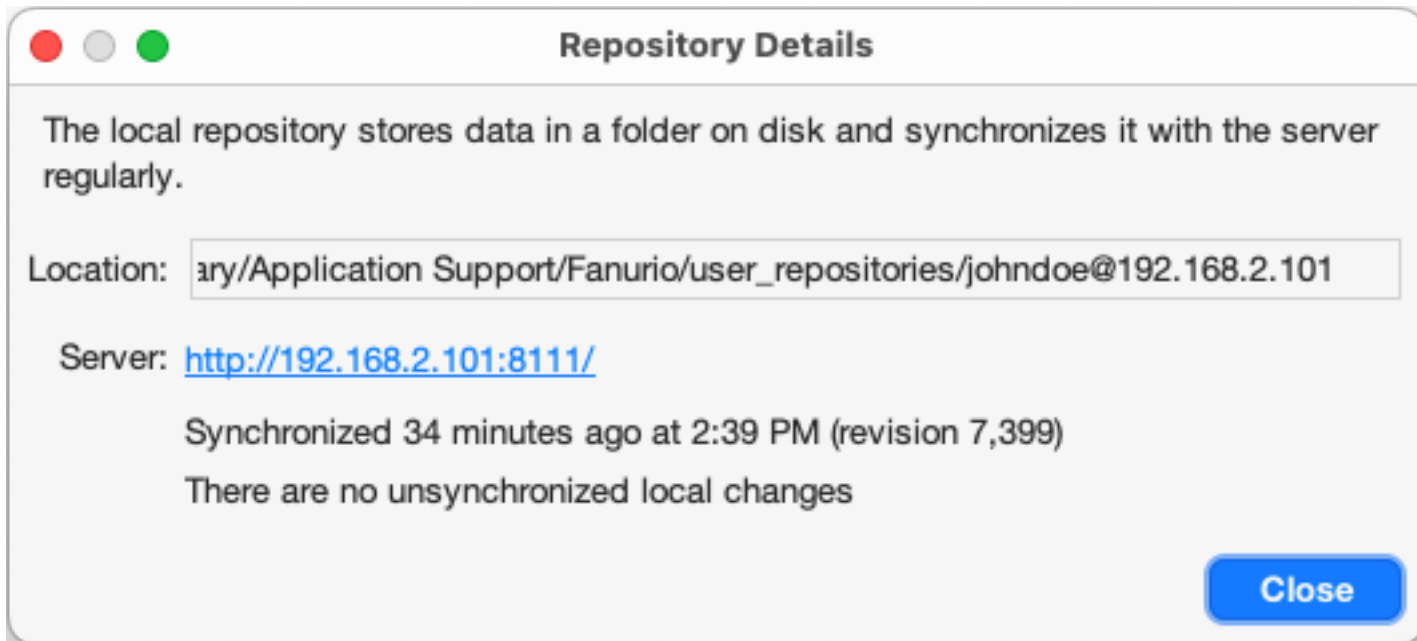 Repository Details
The local repository stores data in a folder on disk and synchronizes it with the server
regularly.
Location: ary/Application Support/Fanurio/user_repositories/johndoe@192.168.2.101
Server: http://192.168.2.101:8111/
Synchronized 34 minutes ago at 2:39 PM (revision 7,399)
There are no unsynchronized local changes
Close